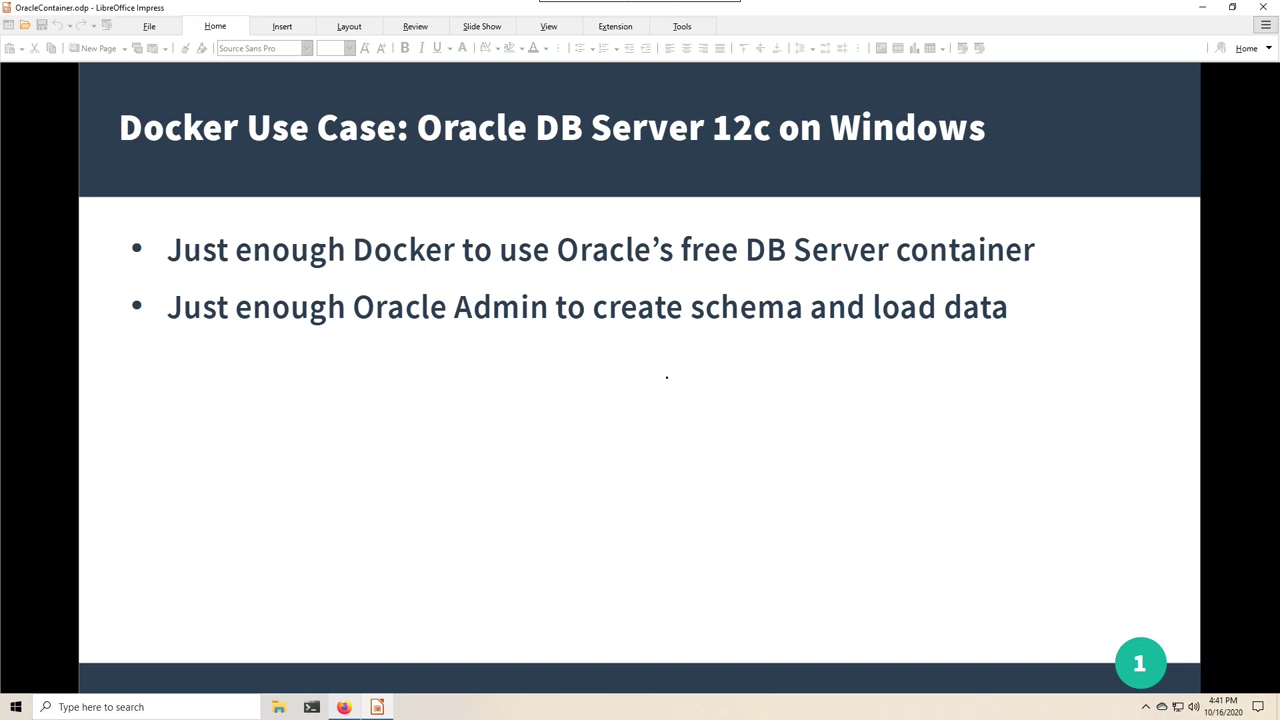 OracleContainer.odp - LibreOffice Impress
File Home Insert Layout Review Slide Show View Extension Tools
New Page Source Sans Pro B I U A A Home
Docker Use Case: Oracle DB Server 12c on Windows
• Just enough Docker to use Oracle’s free DB Server container
• Just enough Oracle Admin to create schema and load data
1
Type here to search
4:41 PM
10/16/2020